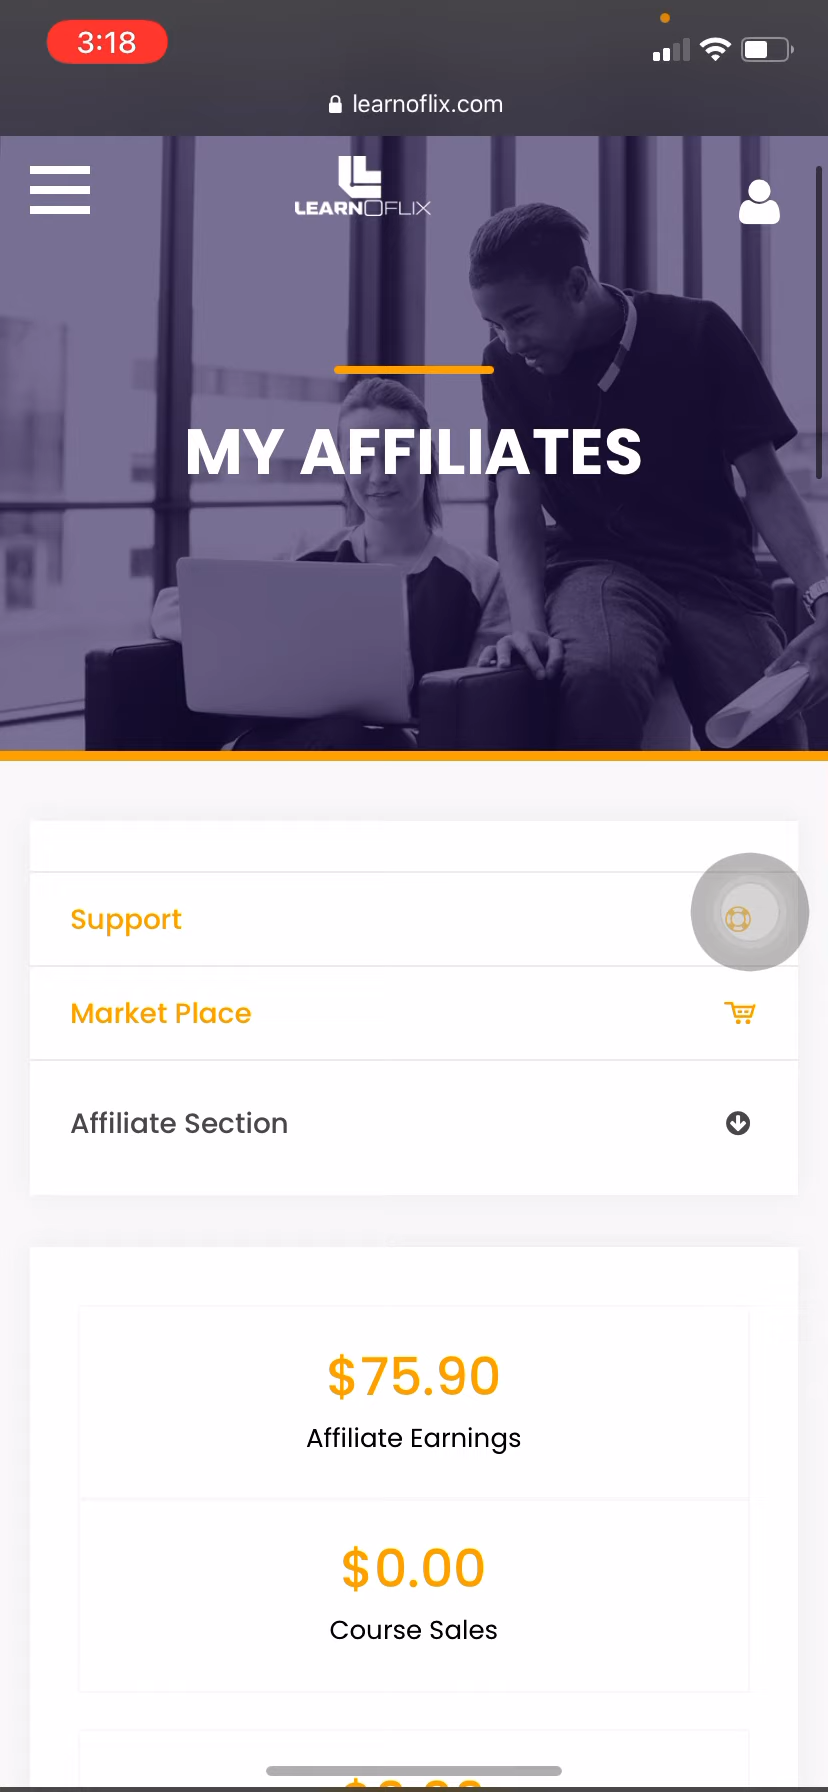 3:18
learnoflix.com
LEARNOFLIX
MY AFFILIATES
Support
Market Place
Affiliate Section
$75.90
Affiliate Earnings
$0.00
Course Sales